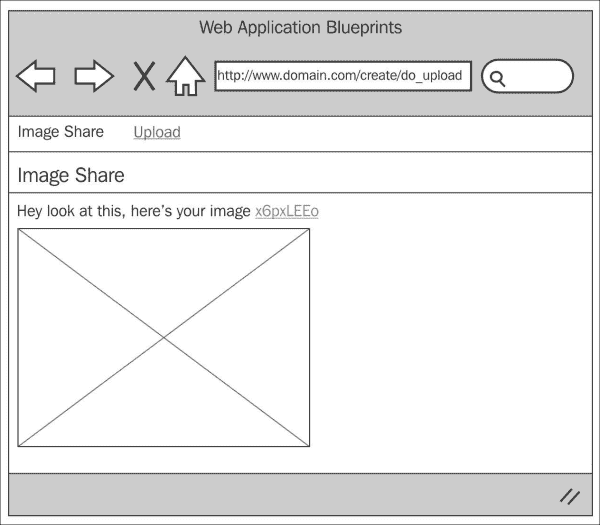 Web Application Blueprints
http://www.domain.com/create/do_upload
Image Share Upload
Image Share
Hey look at this, here's your image x6pxLEEo